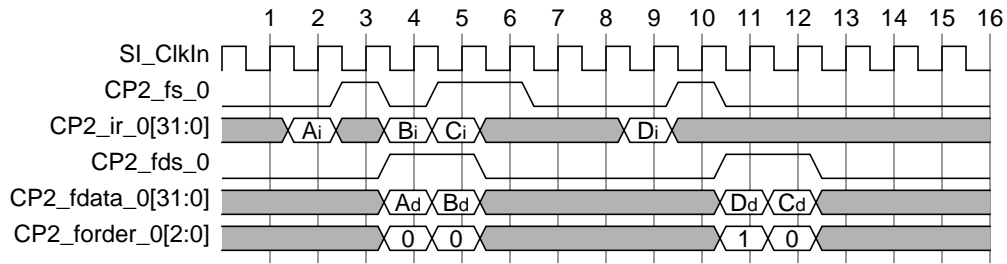 1 2 3 4 5 6 7 8 9 10 11 12 13 14 15 16
SI_ClkIn
CP2_fs_0
CP2_ir_0[31:0] Ai Bi Ci Di
CP2_fds_0
CP2_fdata_0[31:0] Ad Bd Dd Cd
CP2_forder_0[2:0] 0 0 1 0